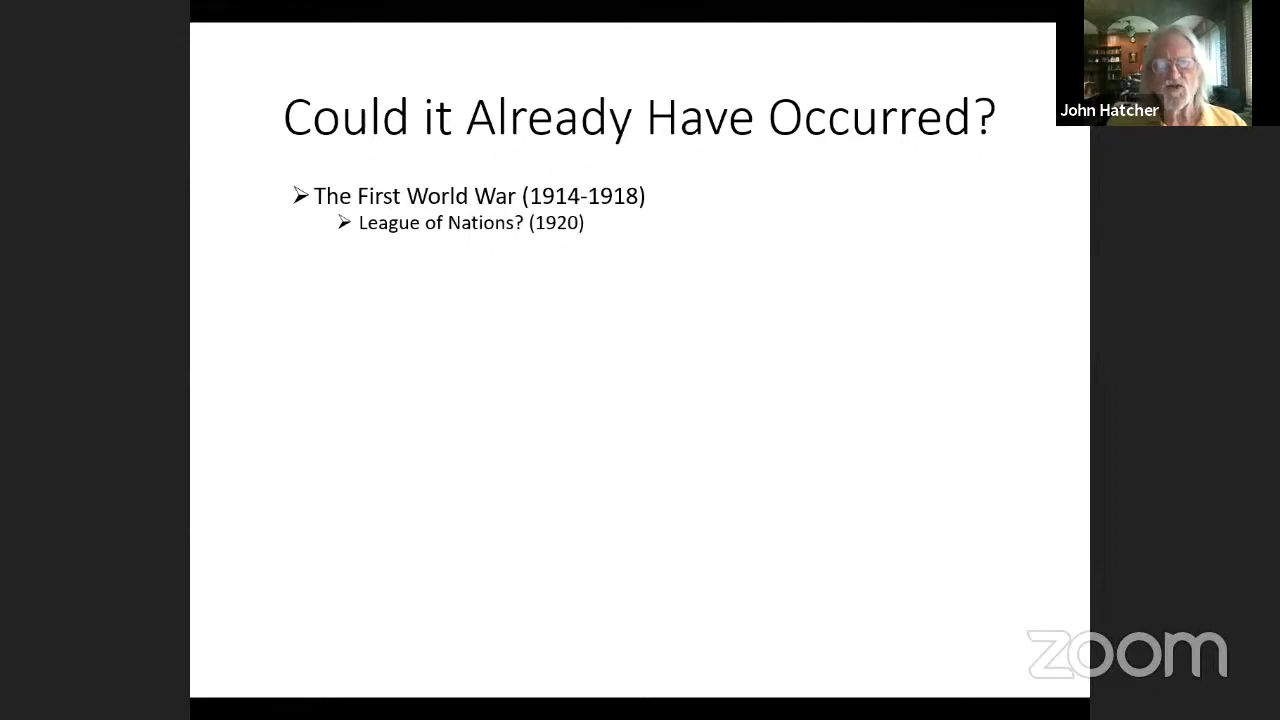 Could it Already Have Occurred?
John Hatcher
The First World War (1914-1918)
League of Nations? (1920)
zoom